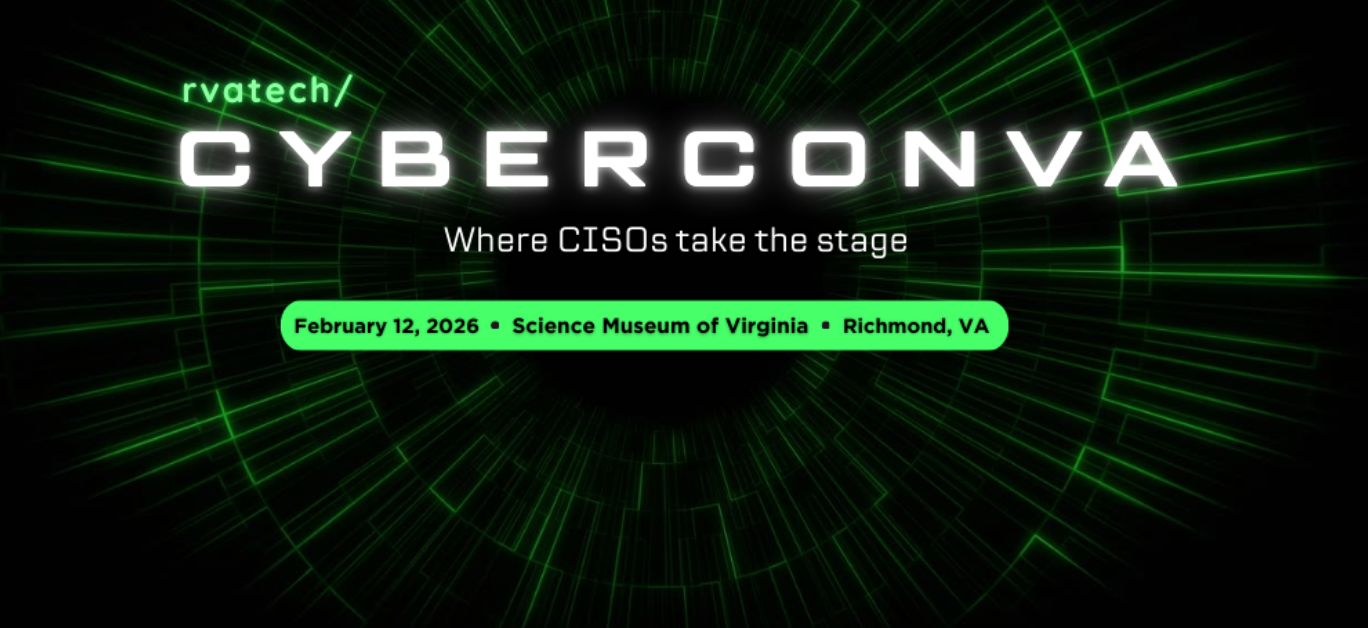 rvatech/
CYBERCONVA
Where CISOs take the stage
February 12, 2026 • Science Museum of Virginia • Richmond, VA